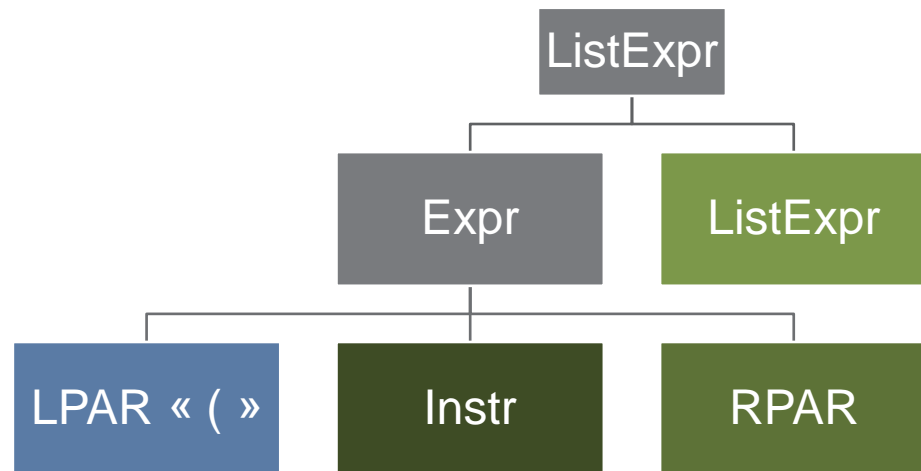 ListExpr
Expr
ListExpr
LPAR « ( »
Instr
RPAR